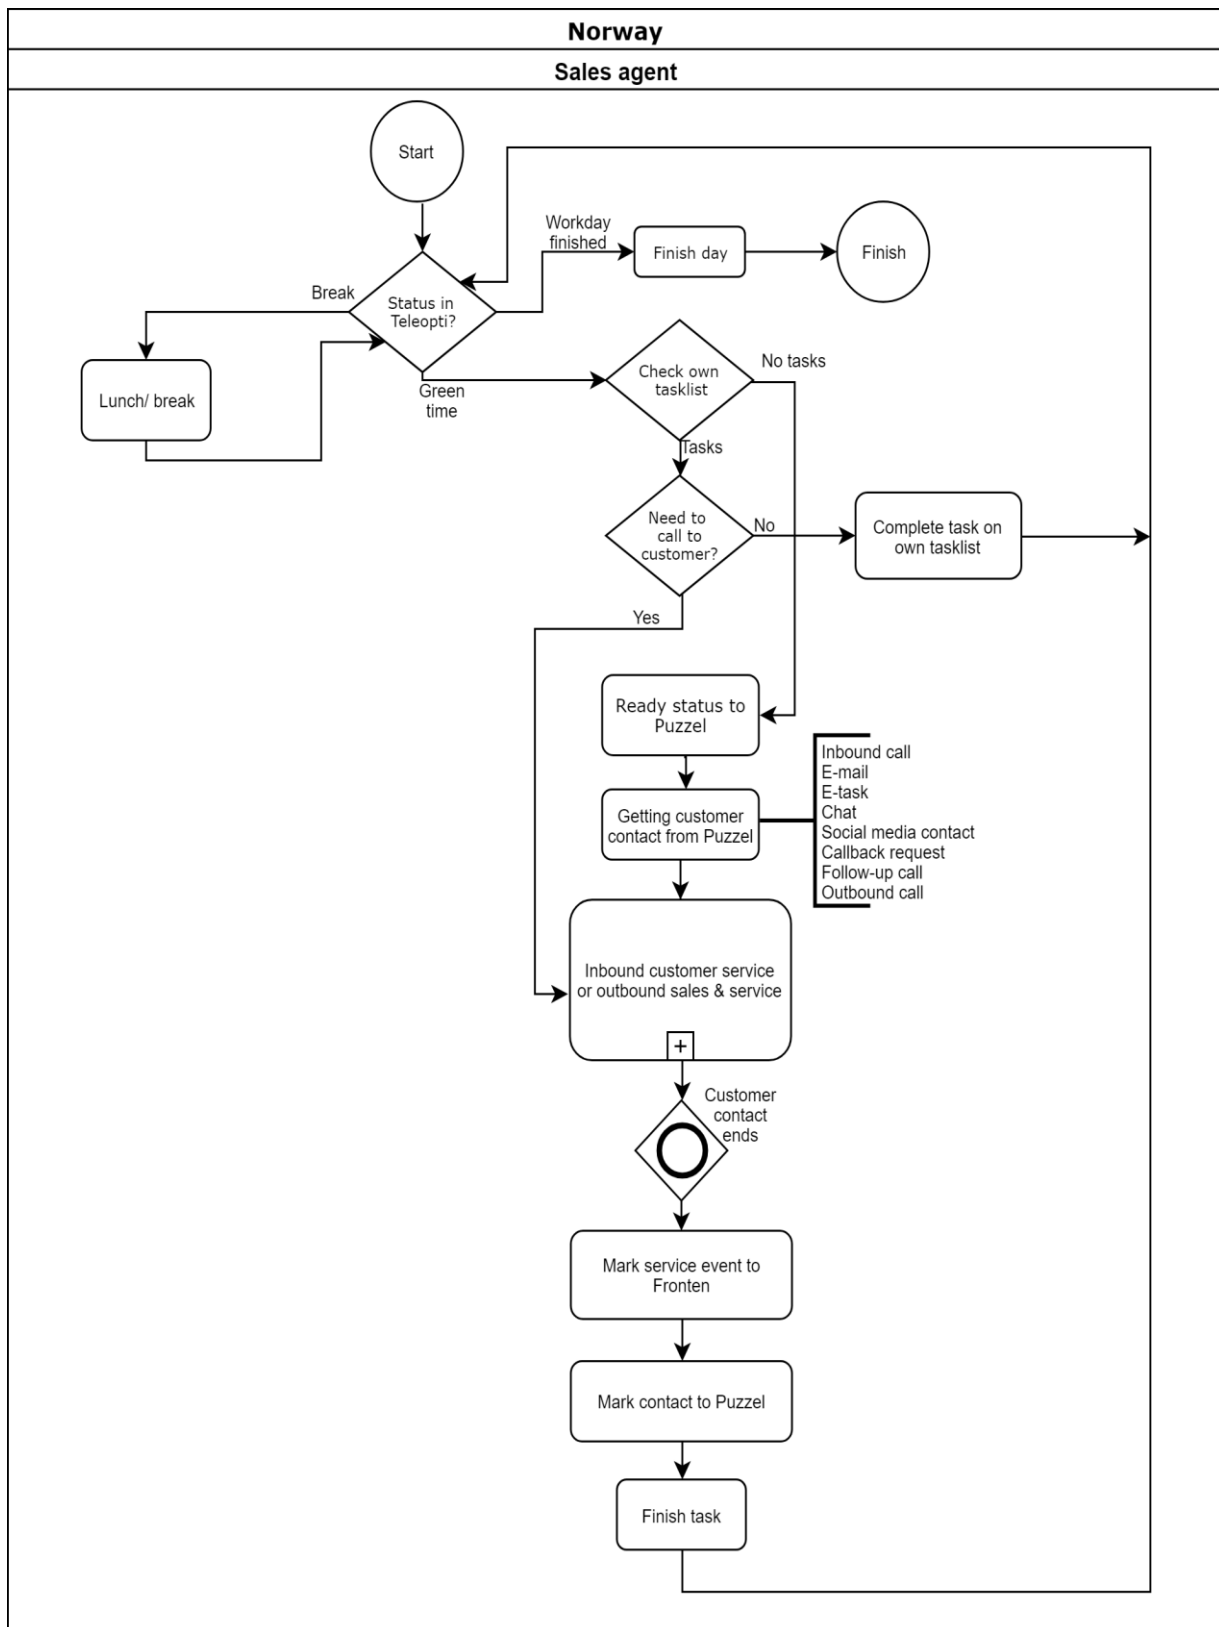 Norway
Sales agent
Start
Workday
finished
Finish day
Finish
Break
Status in
Teleopti?
Lunch/ break
Green
time
Check own
tasklist
No tasks
Tasks
Need to
call to
customer?
No
Complete task on
own tasklist
Yes
Ready status to
Puzzel
Getting customer
contact from Puzzel
Inbound call
E-mail
E-task
Chat
Social media contact
Callback request
Follow-up call
Outbound call
Inbound customer service
or outbound sales & service
+
Customer
contact
ends
Mark service event to
Fronten
Mark contact to Puzzel
Finish task